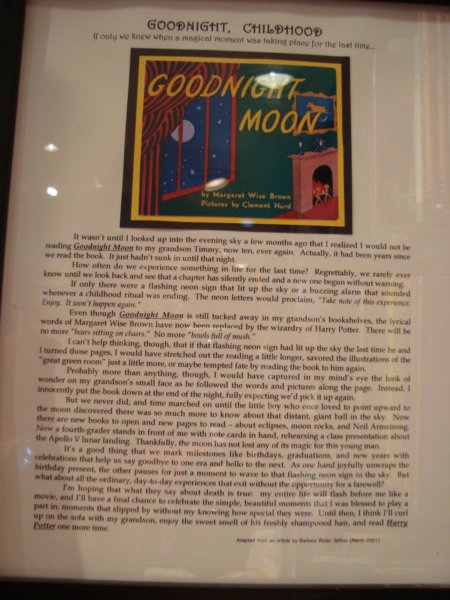 GOODNIGHT, CHILDHOOD
If only we knew when a magical moment was taking place for the last time...
GOODNIGHT
MOON
by Margaret Wise Brown
Pictures by Clement Hurd
It wasn't until I looked up into the evening sky a few months ago that I realized I would not be
reading Goodnight Moon to my grandson Timmy, now ten, ever again. Actually, it had been years since
we read the book. It just hadn't sunk in until that night.
How often do we experience something in life for the last time? Regrettably, we rarely ever
know until we look back and see that a chapter has silently ended and a new one begun without warning.
If only there were a flashing neon sign that lit up the sky or a buzzing alarm that sounded
whenever a childhood ritual was ending. The neon letters would proclaim, "Take note of this experience.
Enjoy. It won't happen again."
Even though Goodnight Moon is still tucked away in my grandson's bookshelves, the lyrical
words of Margaret Wise Brown have now been replaced by the wizardry of Harry Potter. There will be
no more "bears sitting on chairs." No more "bowls full of mush."
I can't help thinking, though, that if that flashing neon sign had lit up the sky the last time he and
I turned those pages, I would have stretched out the reading a little longer, savored the illustrations of the
"great green room" just a little more, or maybe tempted fate by reading the book to him again.
Probably more than anything, though, I would have captured in my mind's eye the look of
wonder on my grandson's small face as he followed the words and pictures along the page. Instead, I
innocently put the book down at the end of the night, fully expecting we'd pick it up again.
But we never did; and time marched on until the little boy who once loved to point upward to
the moon discovered there was so much more to know about that distant, giant ball in the sky. Now
there are new books to open and new pages to read – about eclipses, moon rocks, and Neil Armstrong.
Now a fourth-grader stands in front of me with note cards in hand, rehearsing a class presentation about
the Apollo V lunar landing. Thankfully, the moon has not lost any of its magic for this young man.
It's a good thing that we mark milestones like birthdays, graduations, and new years with
celebrations that help us say goodbye to one era and hello to the next. As one hand joyfully unwraps the
birthday present, the other pauses for just a moment to wave to that flashing neon sign in the sky. But
what about all the ordinary, day-to-day experiences that exit without the opportunity for a farewell?
I'm hoping that what they say about death is true: my entire life will flash before me like a
movie, and I'll have a final chance to celebrate the simple, beautiful moments that I was blessed to play a
part in; moments that slipped by without my knowing how special they were. Until then, I think I'll curl
up on the sofa with my grandson, enjoy the sweet smell of his freshly shampooed hair, and read Harry
Potter one more time.
Adapted from an article by Barbara Wylan Sefton (March 2001)